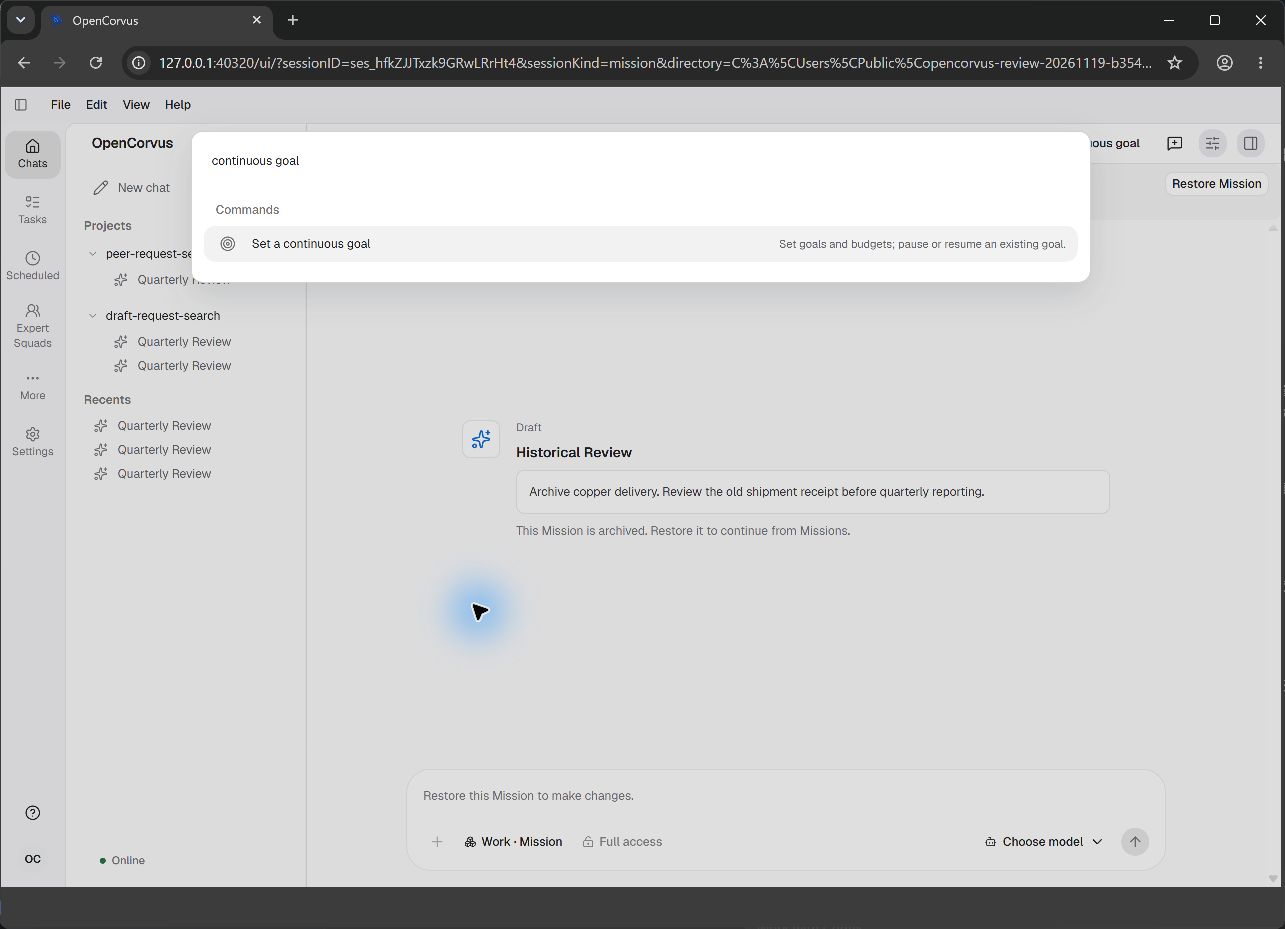 OpenCorvus
127.0.0.1:40320/ui/?sessionID=ses_hfkZJJTxzk9GRwLRrHt4&sessionKind=mission&directory=C%3A%5CUsers%5CPublic%5Copencorvus-review-20261119-b354...
File Edit View Help
Chats
Tasks
Scheduled
Expert
Squads
More
Settings
OC
OpenCorvus
New chat
Projects
peer-request-se
Quarterly Review
draft-request-search
Quarterly Review
Quarterly Review
Recents
Quarterly Review
Quarterly Review
Quarterly Review
Online
continuous goal
Commands
Set a continuous goal
Set goals and budgets; pause or resume an existing goal.
ous goal
Restore Mission
Draft
Historical Review
Archive copper delivery. Review the old shipment receipt before quarterly reporting.
This Mission is archived. Restore it to continue from Missions.
Restore this Mission to make changes.
Work · Mission
Full access
Choose model